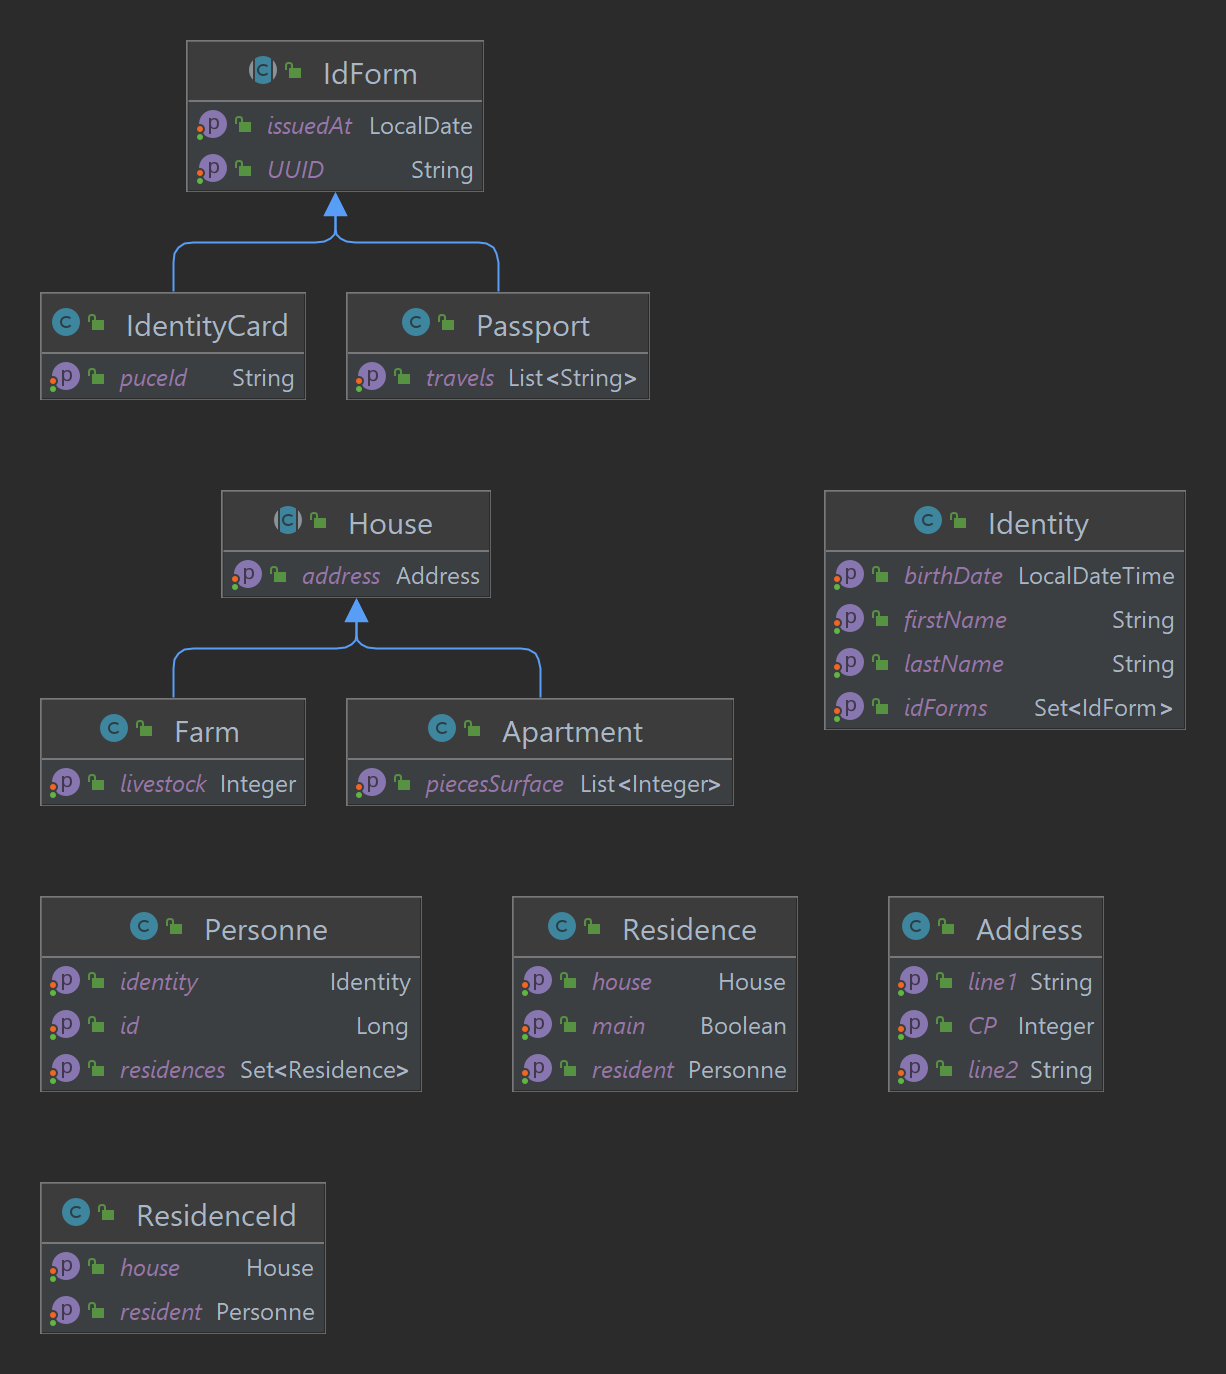 IdForm
issuedAt LocalDate
UUID String
IdentityCard
puceId String
Passport
travels List<String>
House
address Address
Identity
birthDate LocalDateTime
firstName String
lastName String
idForms Set<IdForm>
Farm
livestock Integer
Apartment
piecesSurface List<Integer>
Personne
identity Identity
id Long
residences Set<Residence>
Residence
house House
main Boolean
resident Personne
Address
line1 String
CP Integer
line2 String
ResidenceId
house House
resident Personne